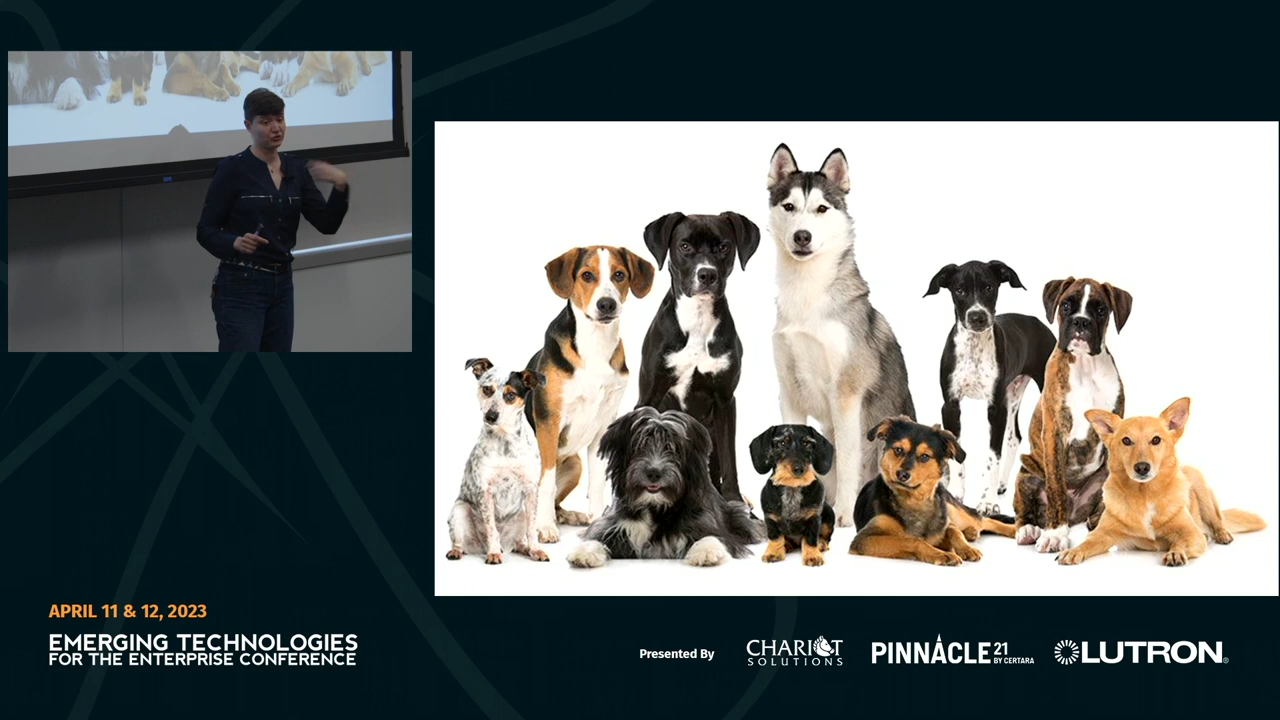 APRIL 11 & 12, 2023
EMERGING TECHNOLOGIES
FOR THE ENTERPRISE CONFERENCE
Presented By
CHARIOT
SOLUTIONS
PINNACLE 21
BY CERTARA
LUTRON®